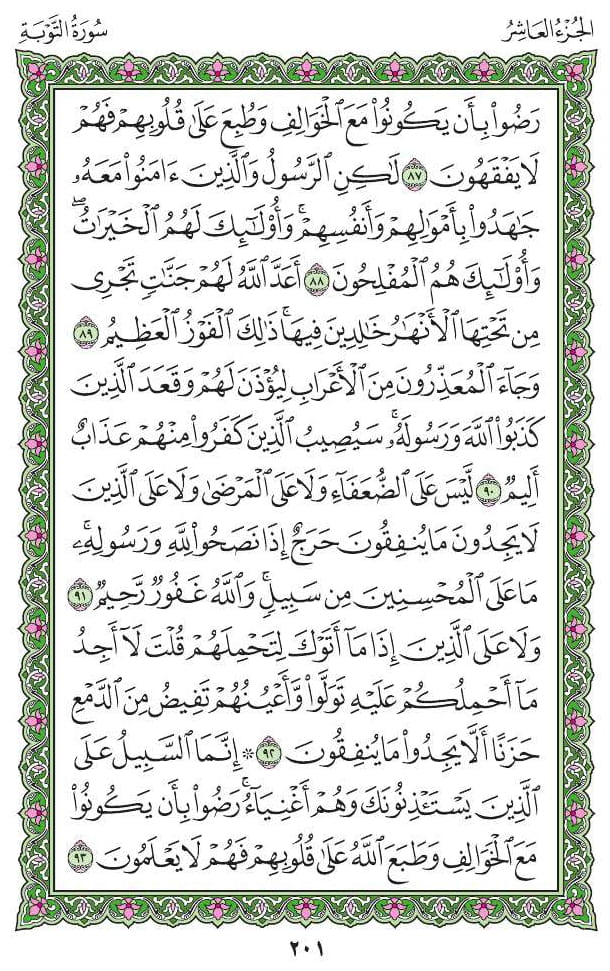 الجُزْءُ العَاشِرُ
سُورَةُ التَّوْبَةِ
رَضُوا۟ بِأَن يَكُونُوا۟ مَعَ ٱلْخَوَالِفِ وَطُبِعَ عَلَىٰ قُلُوبِهِمْ فَهُمْ
لَا يَفْقَهُونَ ٨٧ لَـٰكِنِ ٱلرَّسُولُ وَٱلَّذِينَ ءَامَنُوا۟ مَعَهُۥ
جَـٰهَدُوا۟ بِأَمْوَٰلِهِمْ وَأَنفُسِهِمْ ۚ وَأُو۟لَـٰٓئِكَ لَهُمُ ٱلْخَيْرَٰتُ ۖ
وَأُو۟لَـٰٓئِكَ هُمُ ٱلْمُفْلِحُونَ ٨٨ أَعَدَّ ٱللَّهُ لَهُمْ جَنَّـٰتٍ تَجْرِى
مِن تَحْتِهَا ٱلْأَنْهَـٰرُ خَـٰلِدِينَ فِيهَا ۚ ذَٰلِكَ ٱلْفَوْزُ ٱلْعَظِيمُ ٨٩
وَجَآءَ ٱلْمُعَذِّرُونَ مِنَ ٱلْأَعْرَابِ لِيُؤْذَنَ لَهُمْ وَقَعَدَ ٱلَّذِينَ
كَذَبُوا۟ ٱللَّهَ وَرَسُولَهُۥ ۚ سَيُصِيبُ ٱلَّذِينَ كَفَرُوا۟ مِنْهُمْ عَذَابٌ
أَلِيمٌ ٩٠ لَّيْسَ عَلَى ٱلضُّعَفَآءِ وَلَا عَلَى ٱلْمَرْضَىٰ وَلَا عَلَى ٱلَّذِينَ
لَا يَجِدُونَ مَا يُنفِقُونَ حَرَجٌ إِذَا نَصَحُوا۟ لِلَّهِ وَرَسُولِهِۦ ۚ
مَا عَلَى ٱلْمُحْسِنِينَ مِن سَبِيلٍ ۚ وَٱللَّهُ غَفُورٌ رَّحِيمٌ ٩١
وَلَا عَلَى ٱلَّذِينَ إِذَا مَآ أَتَوْكَ لِتَحْمِلَهُمْ قُلْتَ لَآ أَجِدُ
مَآ أَحْمِلُكُمْ عَلَيْهِ تَوَلَّوا۟ وَّأَعْيُنُهُمْ تَفِيضُ مِنَ ٱلدَّمْعِ
حَزَنًا أَلَّا يَجِدُوا۟ مَا يُنفِقُونَ ٩٢ ۞ إِنَّمَا ٱلسَّبِيلُ عَلَى
ٱلَّذِينَ يَسْتَـْٔذِنُونَكَ وَهُمْ أَغْنِيَآءُ ۚ رَضُوا۟ بِأَن يَكُونُوا۟
مَعَ ٱلْخَوَالِفِ وَطَبَعَ ٱللَّهُ عَلَىٰ قُلُوبِهِمْ فَهُمْ لَا يَعْلَمُونَ ٩٣
٢٠١